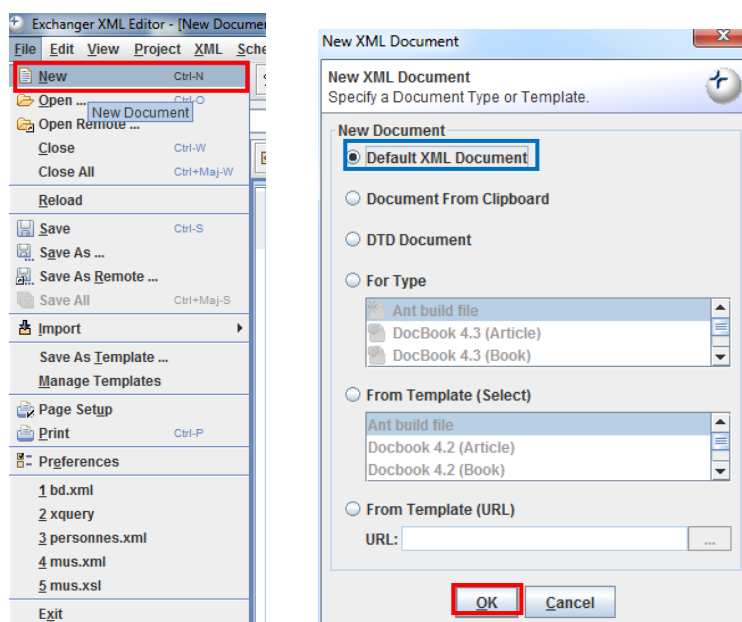 Exchanger XML Editor - [New Docume
File Edit View Project XML Sche
New Ctrl-N
Open ... Ctrl-O
New Document
Open Remote ...
Close Ctrl-W
Close All Ctrl+Maj-W
Reload
Save Ctrl-S
Save As ...
Save As Remote ...
Save All Ctrl+Maj-S
Import
Save As Template ...
Manage Templates
Page Setup
Print Ctrl-P
Preferences
1 bd.xml
2 xquery
3 personnes.xml
4 mus.xml
5 mus.xsl
Exit
New XML Document
New XML Document
Specify a Document Type or Template.
New Document
Default XML Document
Document From Clipboard
DTD Document
For Type
Ant build file
DocBook 4.3 (Article)
DocBook 4.3 (Book)
From Template (Select)
Ant build file
Docbook 4.2 (Article)
Docbook 4.2 (Book)
From Template (URL)
URL: ...
OK Cancel